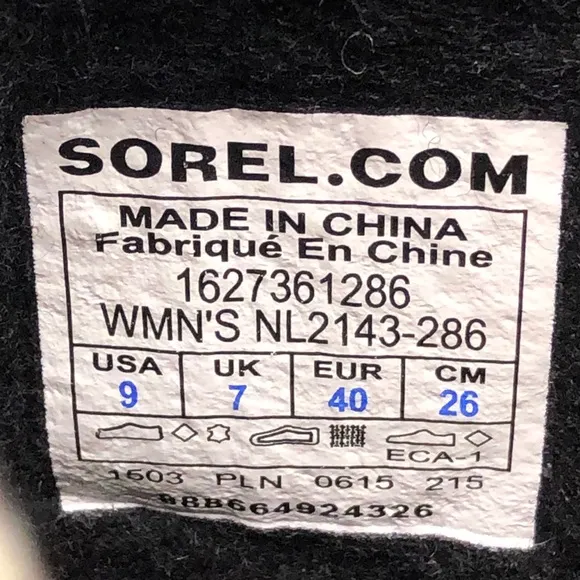 SOREL.COM
MADE IN CHINA
Fabriqué En Chine
1627361286
WMN'S NL2143-286
USA UK EUR CM
9 7 40 26
ECA-1
1503 PLN 0615 215
888664924326